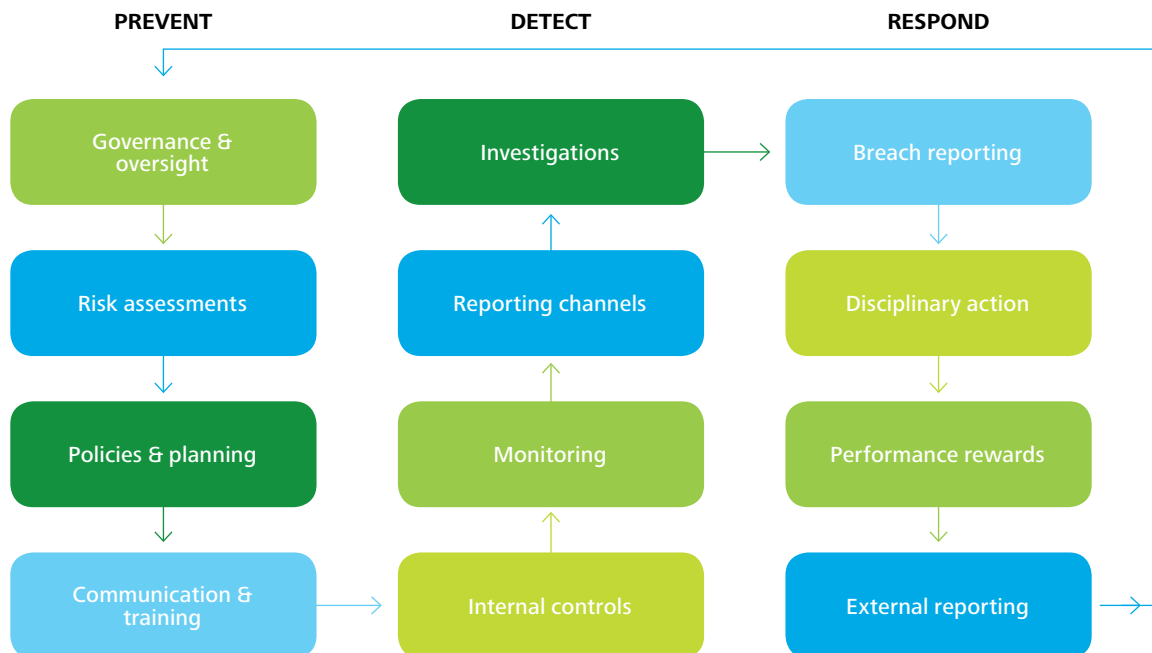 PREVENT
DETECT
RESPOND
Governance &
oversight
Investigations
Breach reporting
Risk assessments
Reporting channels
Disciplinary action
Policies & planning
Monitoring
Performance rewards
Communication &
training
Internal controls
External reporting